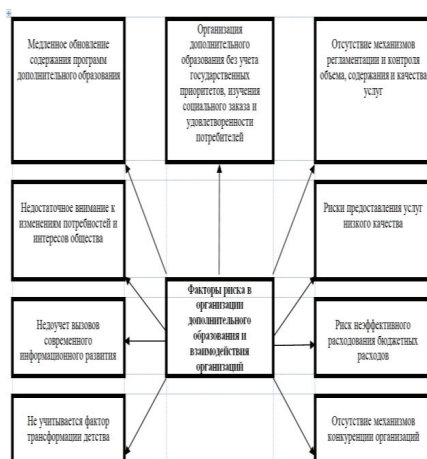 Медленное обновление
содержания программ
дополнительного образования
Организация
дополнительного
образования без учета
государственных
приоритетов, изучения
социального заказа и
удовлетворенности
потребителей
Отсутствие механизмов
регламентации и контроля
объема, содержания и качества
услуг
Недостаточное внимание к
изменениям потребностей и
интересов общества
Риски предоставления услуг
низкого качества
Факторы риска в
организации
дополнительного
образования и
взаимодействия
организаций
Недоучет вызовов
современного
информационного развития
Риск неэффективного
расходования бюджетных
расходов
Не учитывается фактор
трансформации детства
Отсутствие механизмов
конкуренции организаций